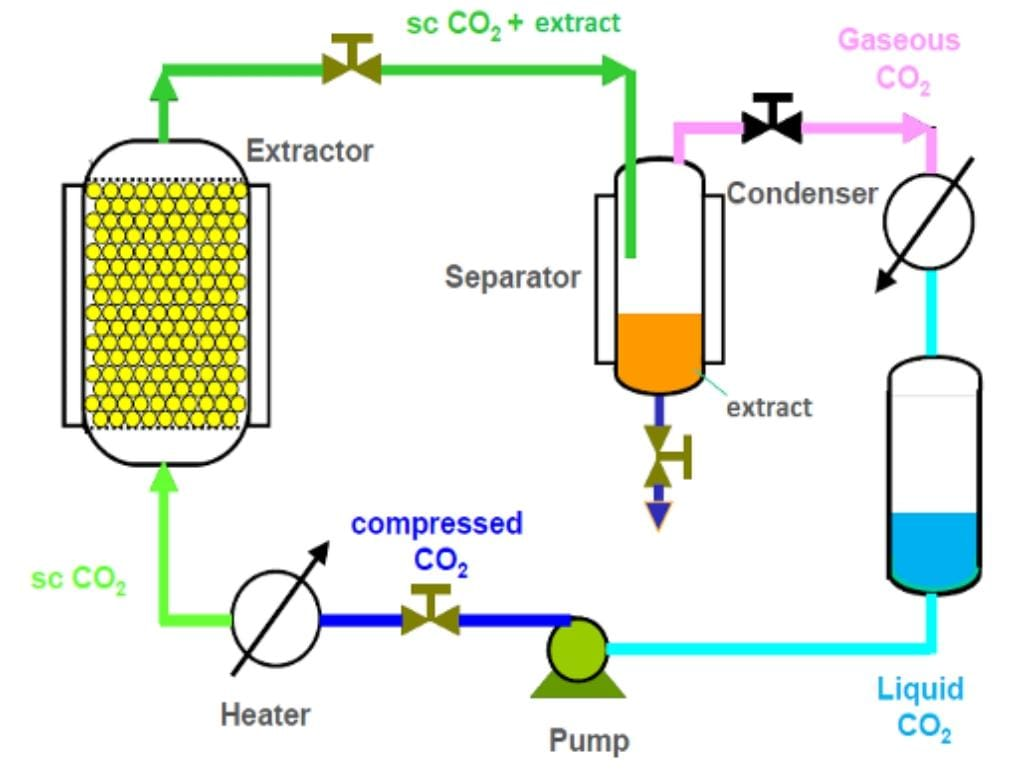 sc CO₂ + extract
Gaseous
CO₂
Extractor
Condenser
Separator
extract
compressed
CO₂
sc CO₂
Heater
Pump
Liquid
CO₂